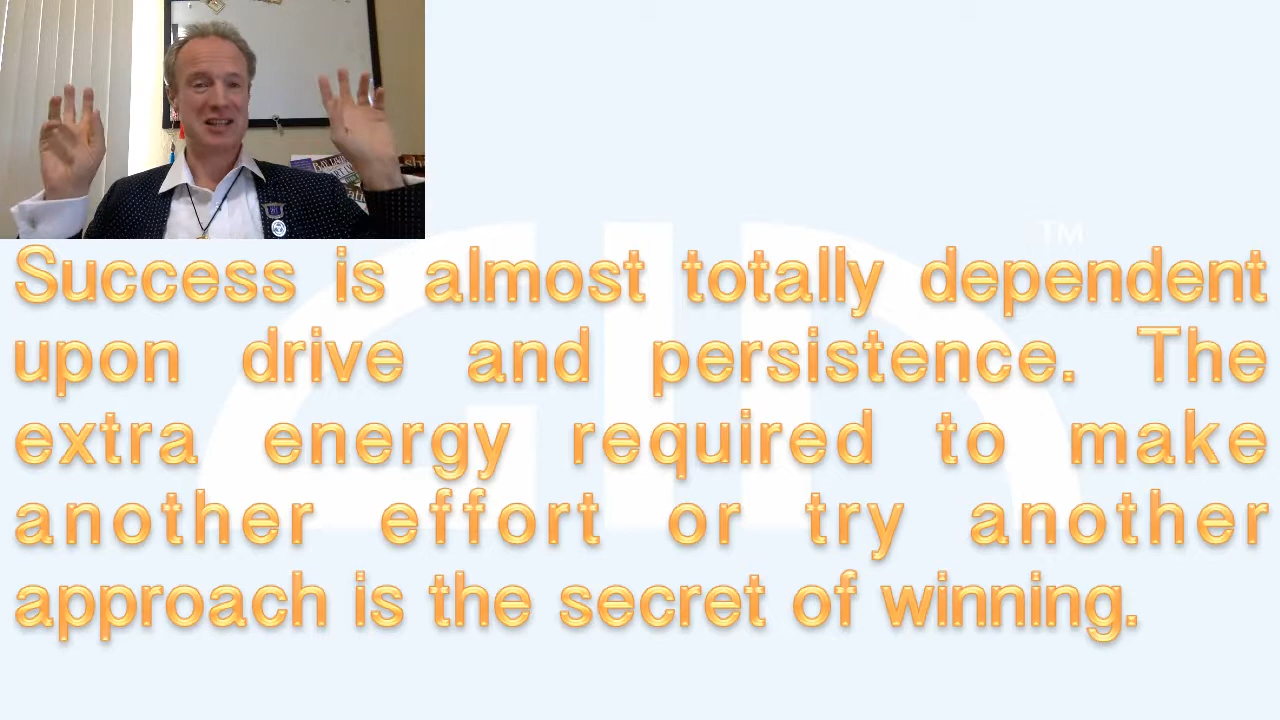 TM
Success is almost totally dependent
upon drive and persistence. The
extra energy required to make
another effort or try another
approach is the secret of winning.